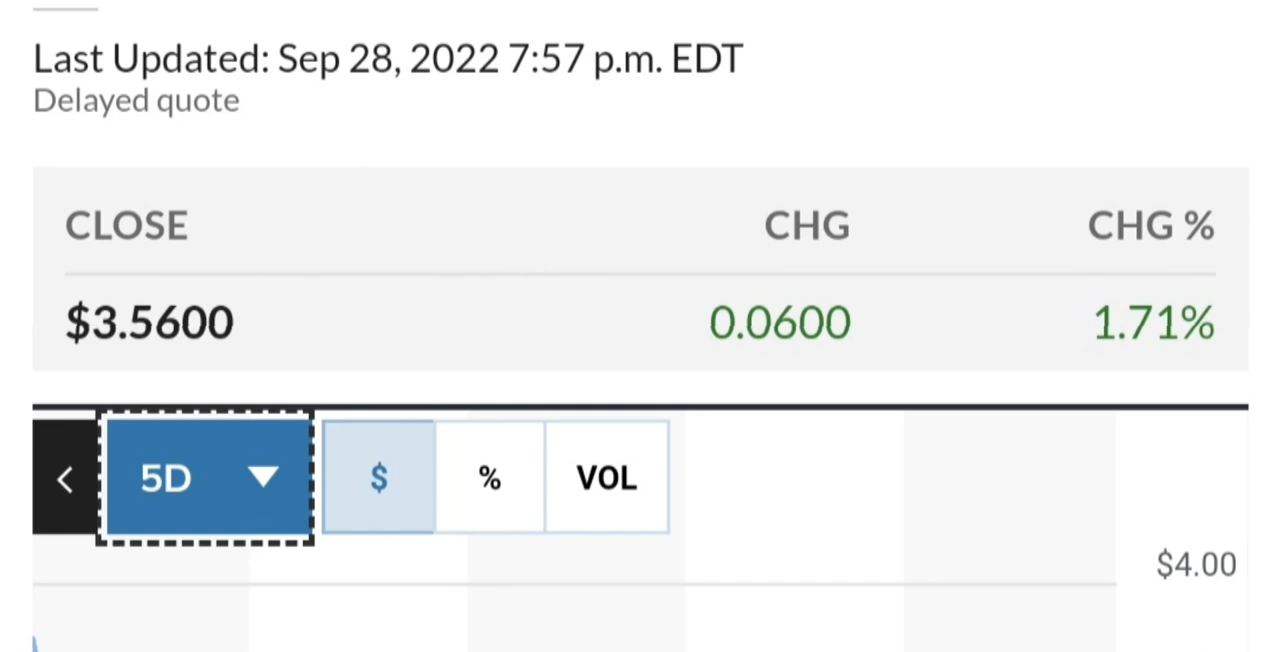 Last Updated: Sep 28, 2022 7:57 p.m. EDT
Delayed quote
CLOSE CHG CHG %
$3.5600 0.0600 1.71%
5D $ % VOL
$4.00